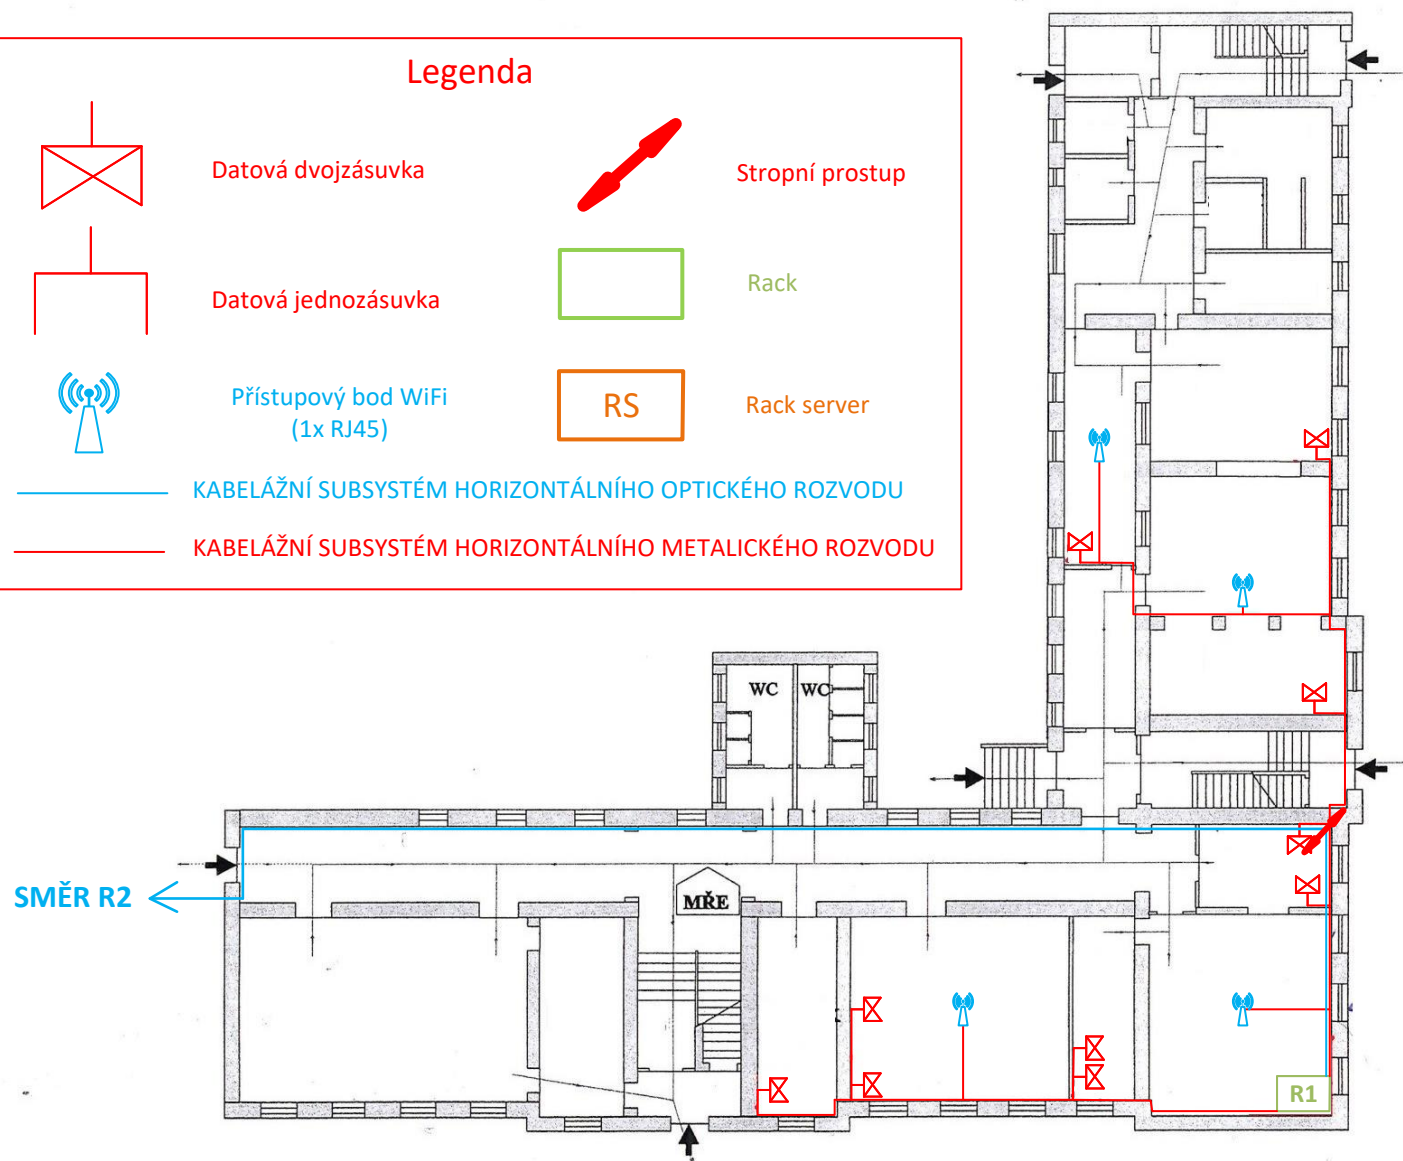 Legenda
Datová dvojzásuvka
Stropní prostup
Datová jednozásuvka
Rack
Přístupový bod WiFi
(1x RJ45)
RS
Rack server
KABELÁŽNÍ SUBSYSTÉM HORIZONTÁLNÍHO OPTICKÉHO ROZVODU
KABELÁŽNÍ SUBSYSTÉM HORIZONTÁLNÍHO METALICKÉHO ROZVODU
WC
WC
SMĚR R2
MŘE
R1